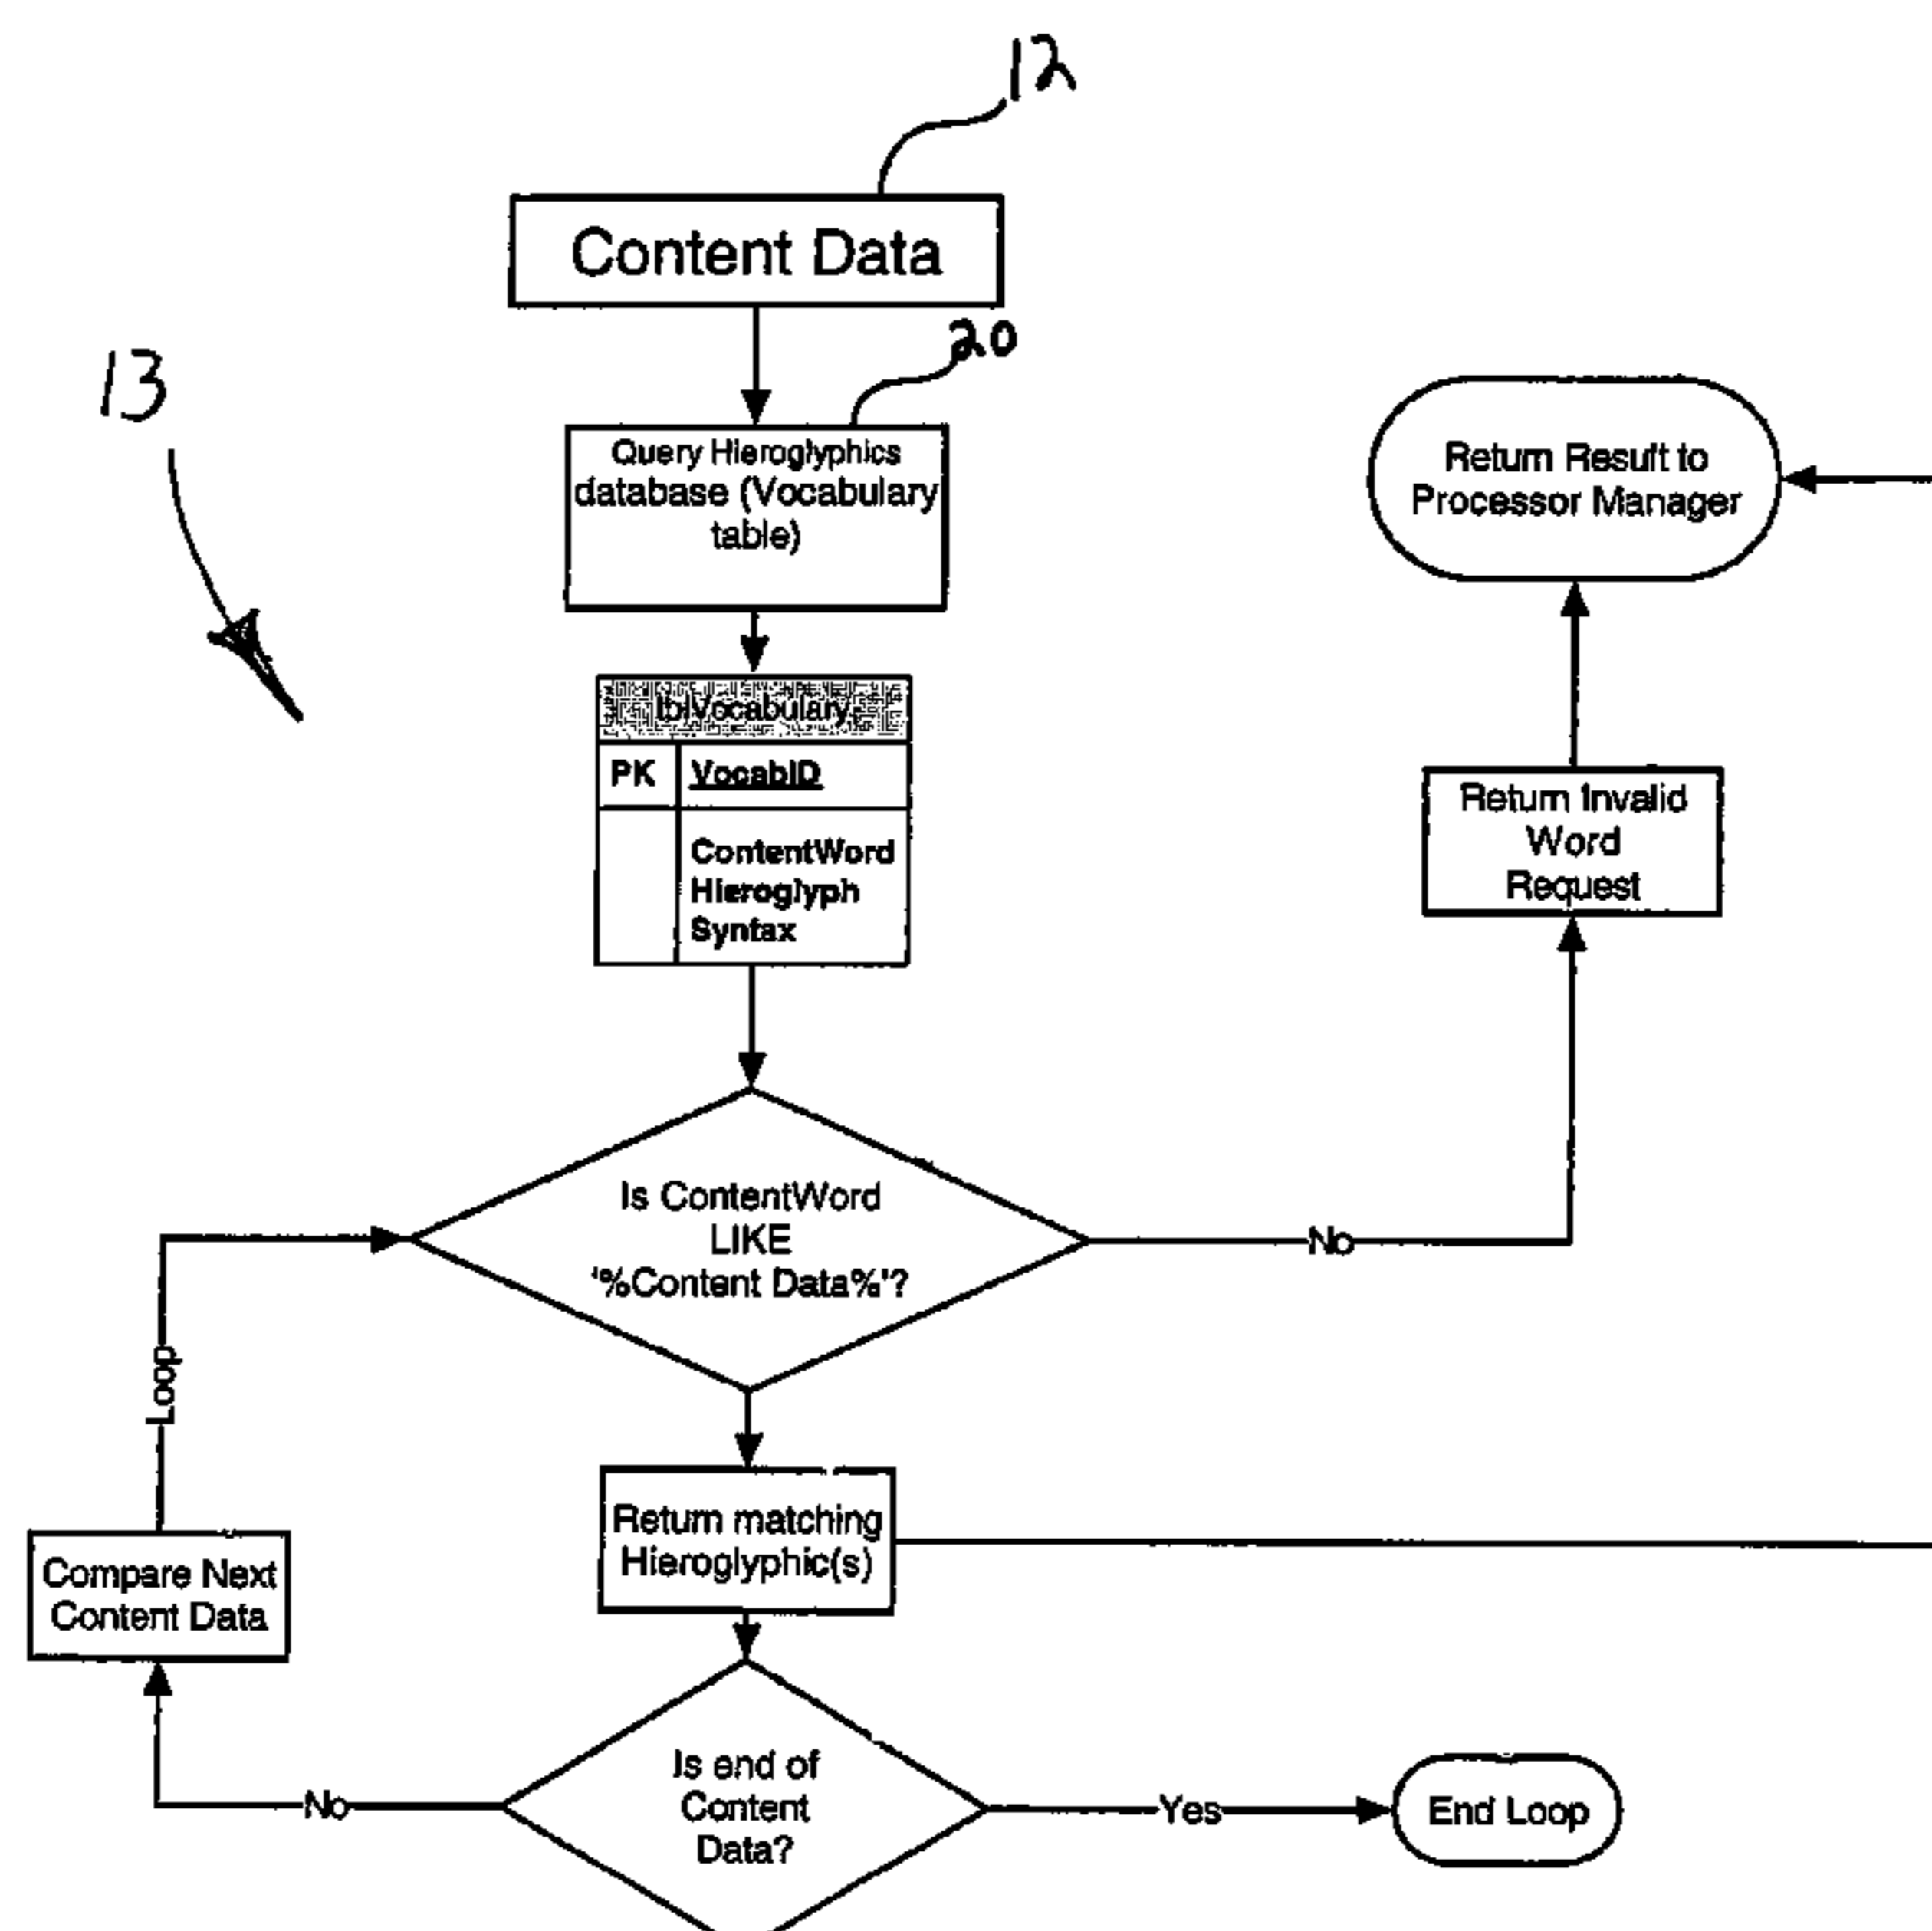 12
Content Data
20
13
Query Hieroglyphics
database (Vocabulary
table)
Return Result to
Processor Manager
tblVocabulary
PK VocabID
ContentWord
Hieroglyph
Syntax
Return Invalid
Word
Request
Is ContentWord
LIKE
'%Content Data%'?
No
Loop
Return matching
Hieroglyphic(s)
Compare Next
Content Data
Is end of
Content
Data?
No
Yes
End Loop